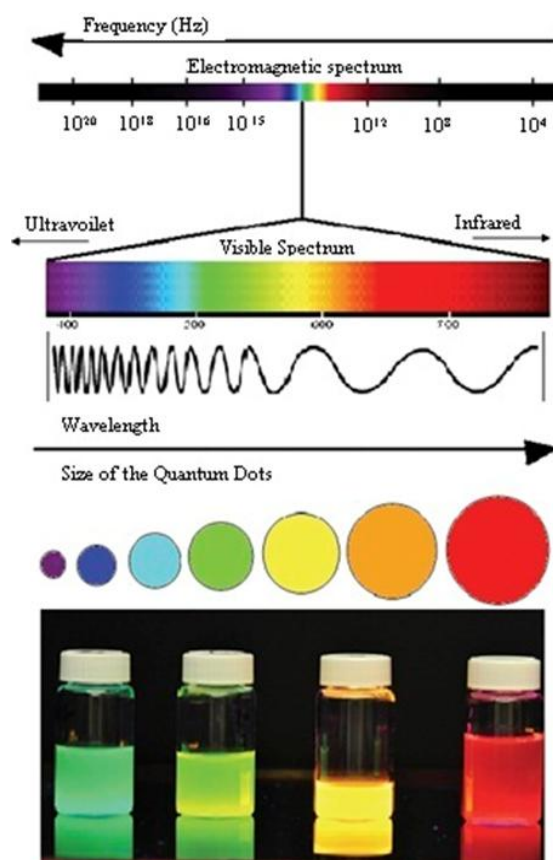 Frequency (Hz)
Electromagnetic spectrum
10²⁰ 10¹⁸ 10¹⁶ 10¹⁵ 10¹² 10⁸ 10⁴
Ultravoilet Infrared
Visible Spectrum
400 500 600 700
Wavelength
Size of the Quantum Dots